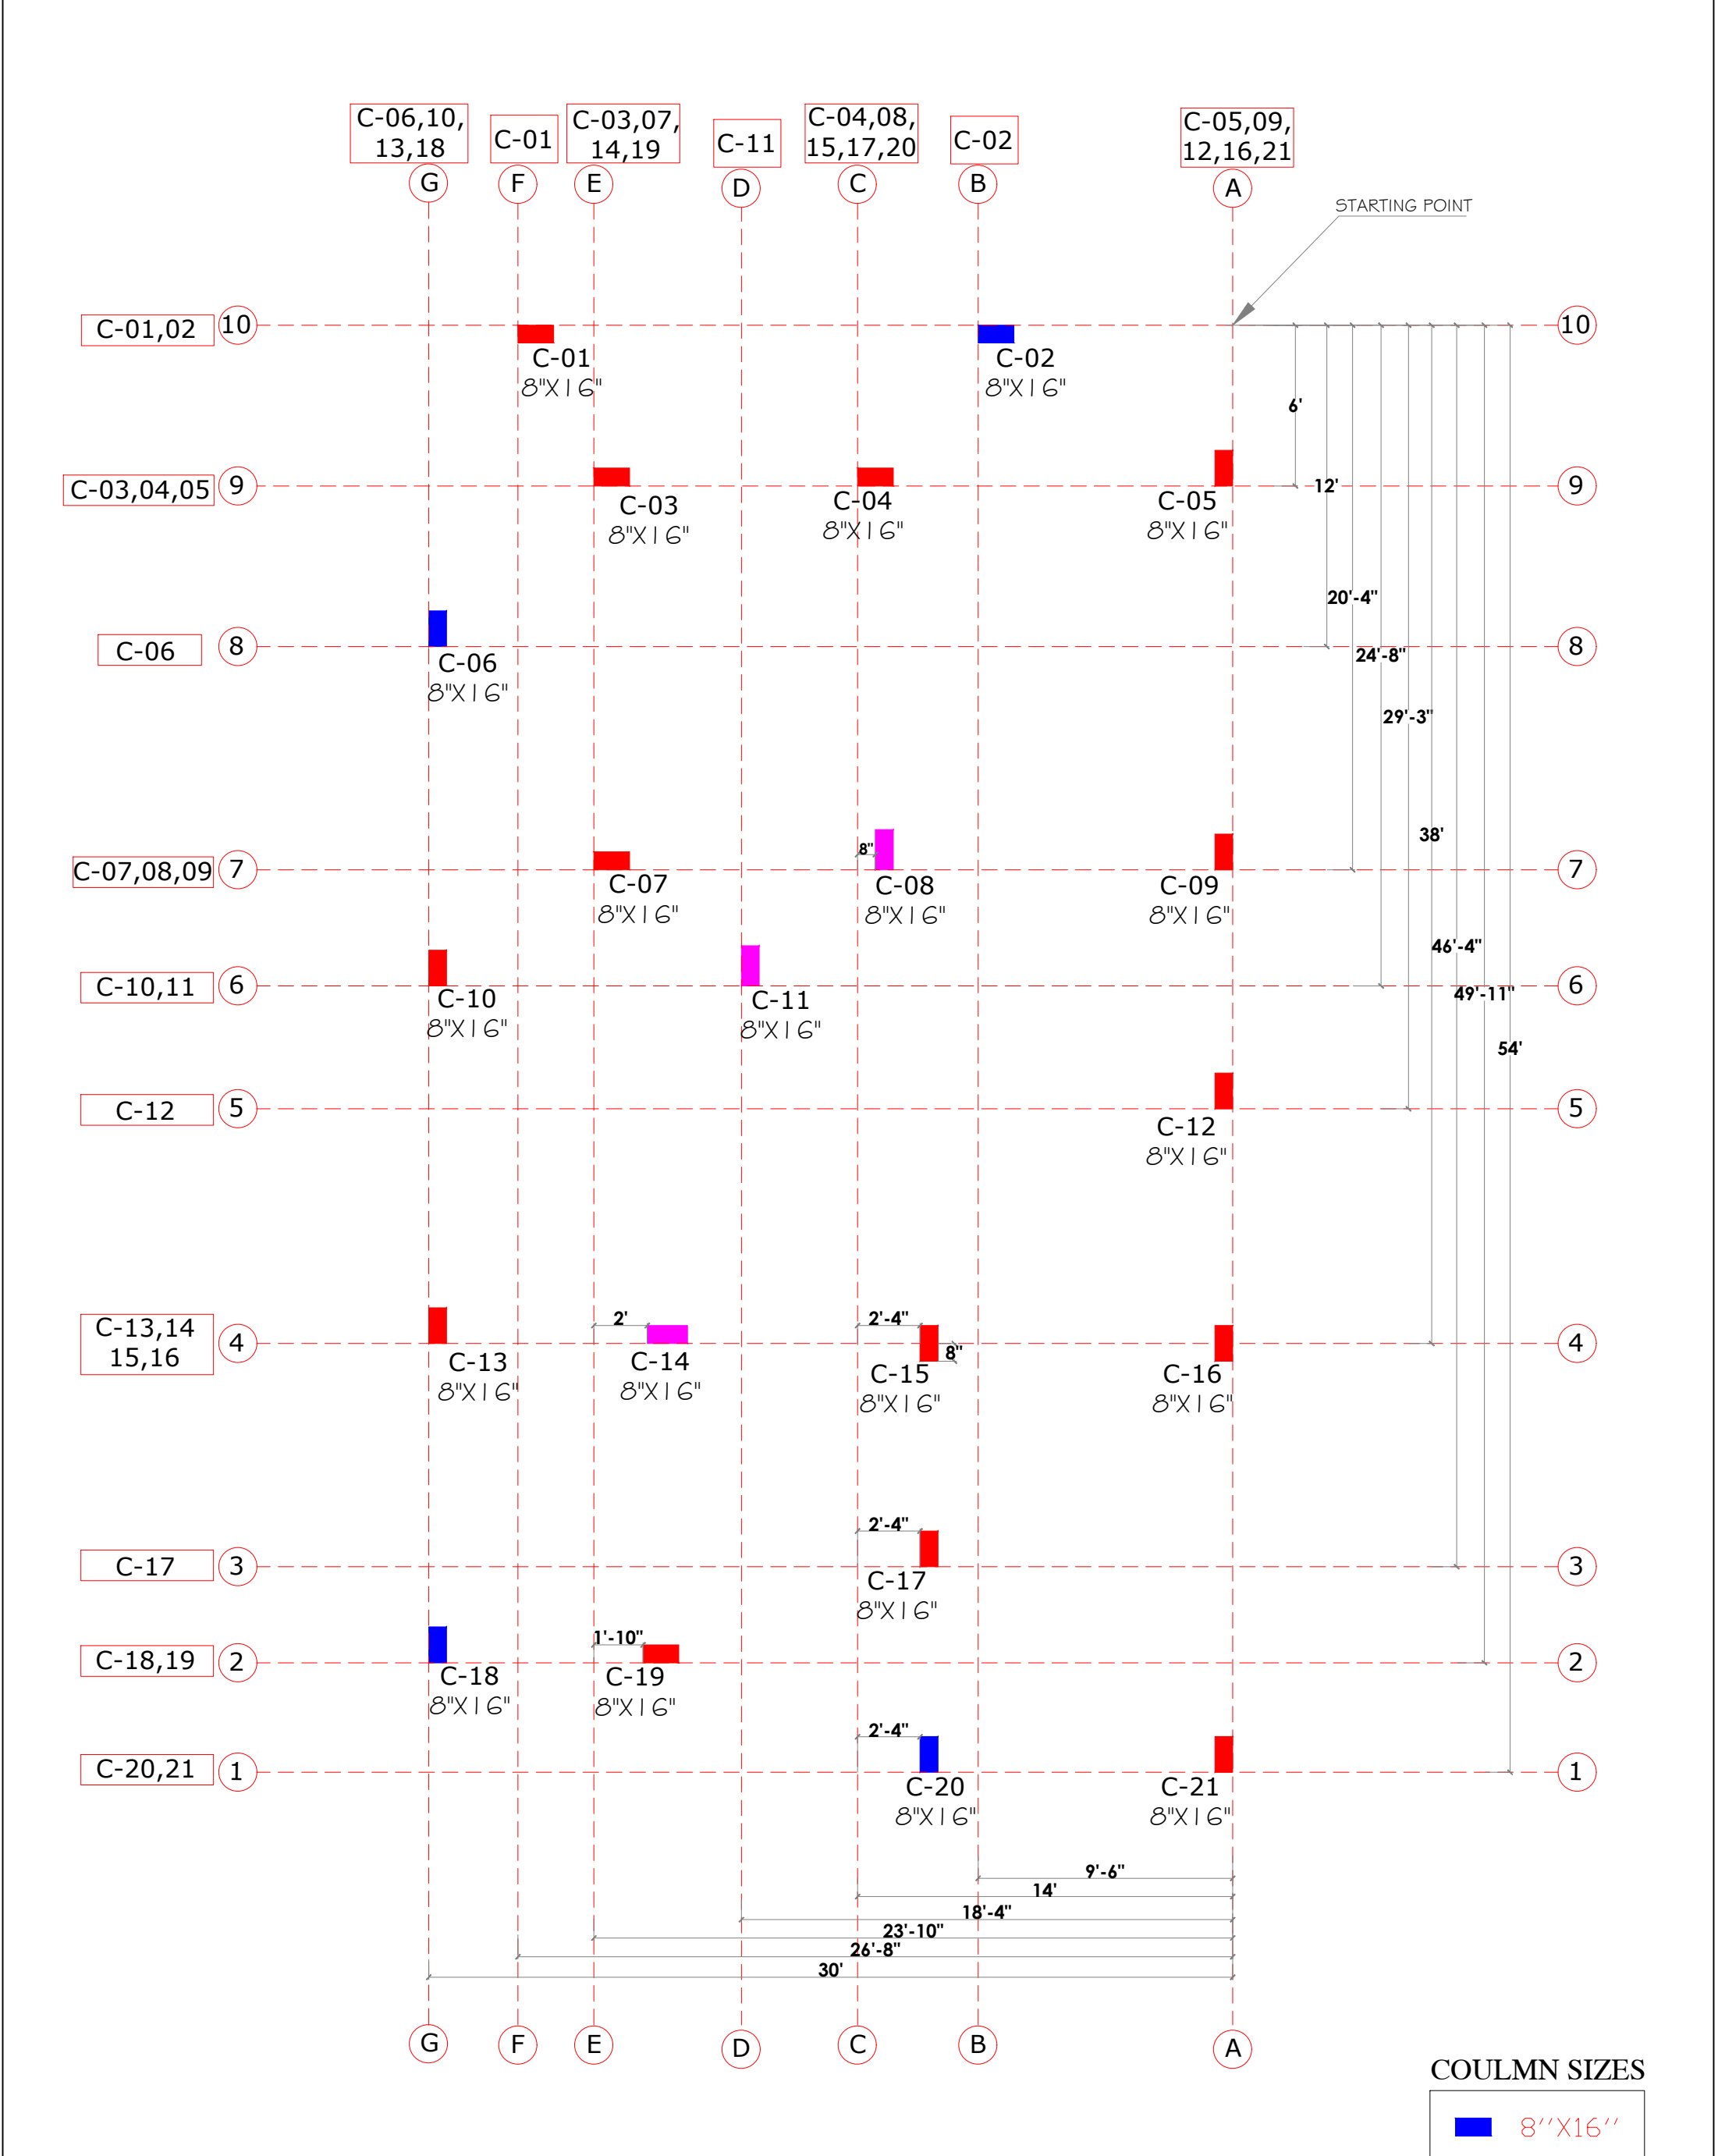 C-06,10,
13,18
C-01
C-03,07,
14,19
C-11
C-04,08,
15,17,20
C-02
C-05,09,
12,16,21
G
F
E
D
C
B
A
STARTING POINT
C-01,02
10
10
C-01
8"X16"
C-02
8"X16"
6'
C-03,04,05
9
12'
9
C-03
8"X16"
C-04
8"X16"
C-05
8"X16"
20'-4"
C-06
8
24'-8"
8
C-06
8"X16"
29'-3"
38'
8"
C-07,08,09
7
7
C-07
8"X16"
C-08
8"X16"
C-09
8"X16"
46'-4"
C-10,11
6
49'-11"
6
C-10
8"X16"
C-11
8"X16"
54'
C-12
5
5
C-12
8"X16"
C-13,14
15,16
4
2'
2'-4"
8"
4
C-13
8"X16"
C-14
8"X16"
C-15
8"X16"
C-16
8"X16"
2'-4"
C-17
3
3
C-17
8"X16"
1'-10"
C-18,19
2
2
C-18
8"X16"
C-19
8"X16"
2'-4"
C-20,21
1
1
C-20
8"X16"
C-21
8"X16"
9'-6"
14'
18'-4"
23'-10"
26'-8"
30'
G
F
E
D
C
B
A
COULMN SIZES
8''X16''